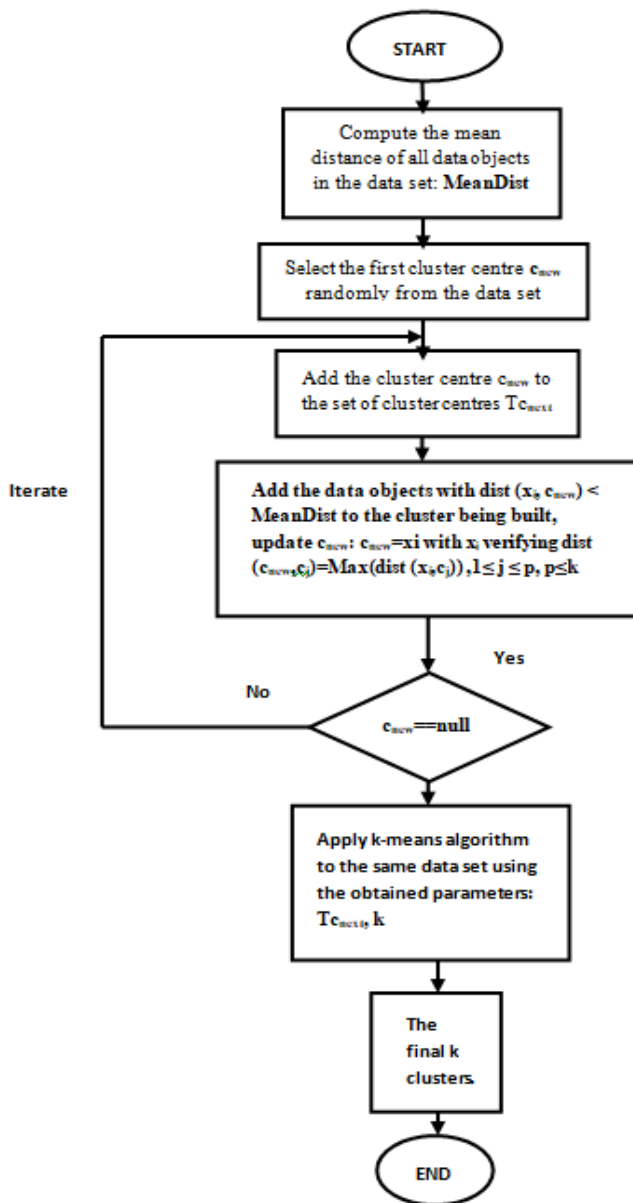 START
Compute the mean
distance of all data objects
in the data set: MeanDist
Select the first cluster centre cnew
randomly from the data set
Add the cluster centre cnew to
the set of cluster centres Tcnext
Iterate
Add the data objects with dist (xi, cnew) <
MeanDist to the cluster being built,
update cnew: cnew=xi with xi verifying dist
(cnew,cj)=Max(dist (xi,cj)),1≤ j ≤ p, p≤k
Yes
No
cnew==null
Apply k-means algorithm
to the same data set using
the obtained parameters:
Tcnext, k
The
final k
clusters.
END